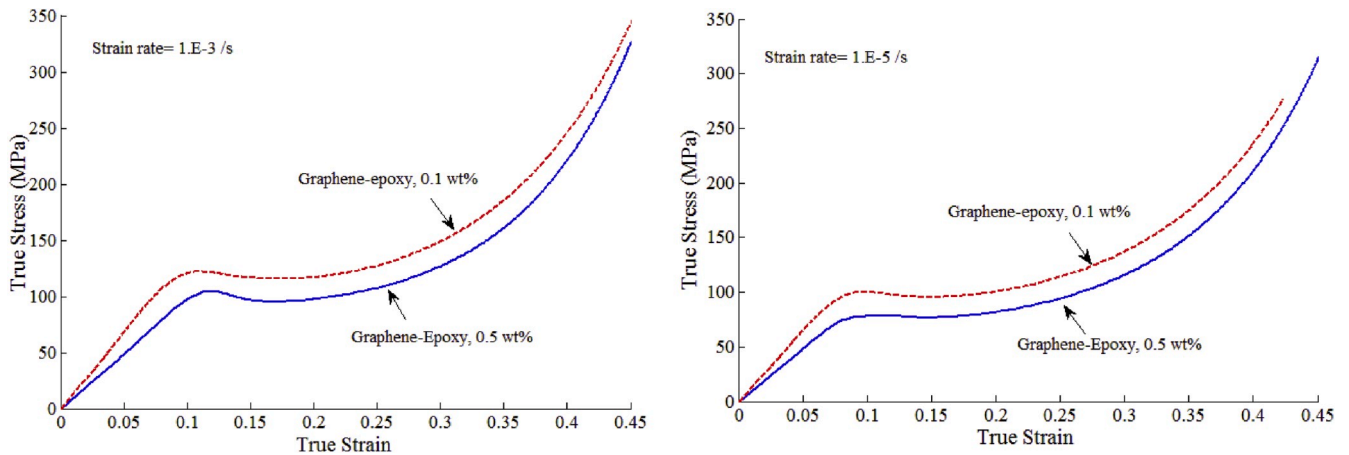 350
300
250
200
150
100
50
0
True Stress (MPa)
Strain rate= 1.E-3 /s
Graphene-epoxy, 0.1 wt%
Graphene-Epoxy, 0.5 wt%
0 0.05 0.1 0.15 0.2 0.25 0.3 0.35 0.4 0.45
True Strain
350
300
250
200
150
100
50
0
True Stress (MPa)
Strain rate= 1.E-5 /s
Graphene-epoxy, 0.1 wt%
Graphene-Epoxy, 0.5 wt%
0 0.05 0.1 0.15 0.2 0.25 0.3 0.35 0.4 0.45
True Strain